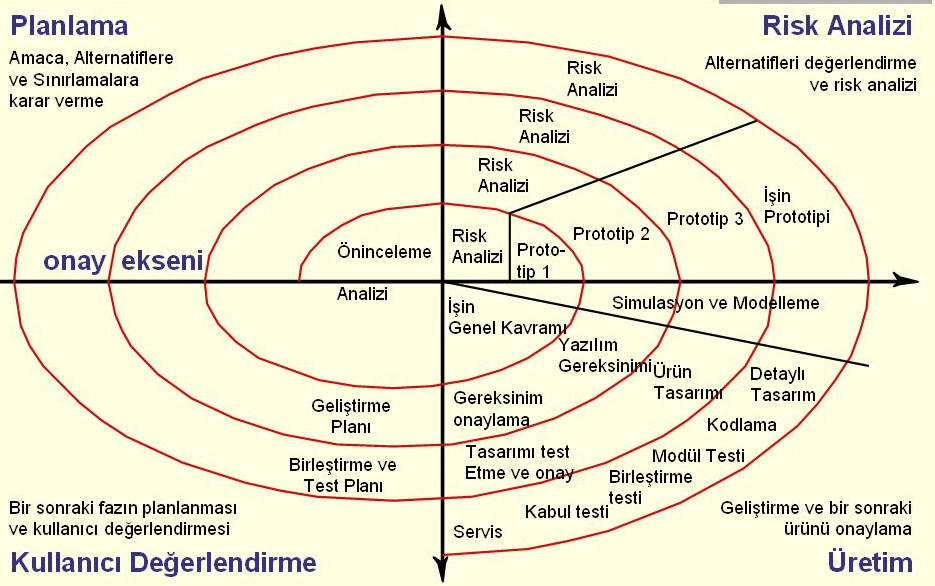 Planlama
Amaca, Alternatiflere
ve Sınırlamalara
karar verme
Risk Analizi
Alternatifleri değerlendirme
ve risk analizi
Risk
Analizi
Risk
Analizi
Risk
Analizi
Risk
Analizi
Önincele​me
Proto-
tip 1
Prototip 2
Prototip 3
İşin
Prototipi
onay ekseni
Analizi
İşin
Genel Kavramı
Simulasyon ve Modelleme
Yazılım
Gereksinimi
Ürün
Tasarımı
Detaylı
Tasarım
Geliştirme
Planı
Gereksinim
onaylama
Kodlama
Birleştirme ve
Test Planı
Tasarımı test
Etme ve onay
Modül Testi
Birleştirme
testi
Kabul testi
Servis
Bir sonraki fazın planlanması
ve kullanıcı değerlendirmesi
Kullanıcı Değerlendirme
Geliştirme ve bir sonraki
ürünü onaylama
Üretim